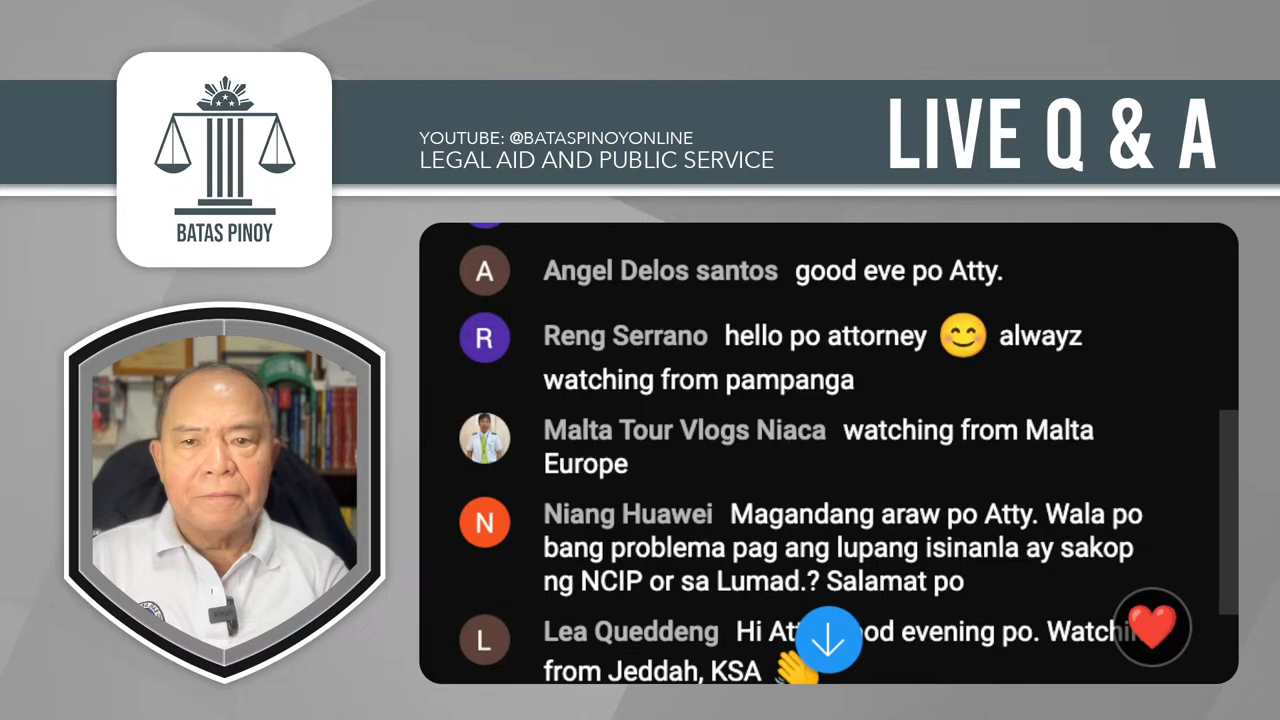 BATAS PINOY
YOUTUBE: @BATASPINOYONLINE
LEGAL AID AND PUBLIC SERVICE
LIVE Q & A
A Angel Delos santos good eve po Atty.
R Reng Serrano hello po attorney 😊 alwayz
watching from pampanga
Malta Tour Vlogs Niaca watching from Malta
Europe
N Niang Huawei Magandang araw po Atty. Wala po
bang problema pag ang lupang isinanla ay sakop
ng NCIP or sa Lumad.? Salamat po
L Lea Queddeng Hi evening po.
from Jeddah, KSA 👋